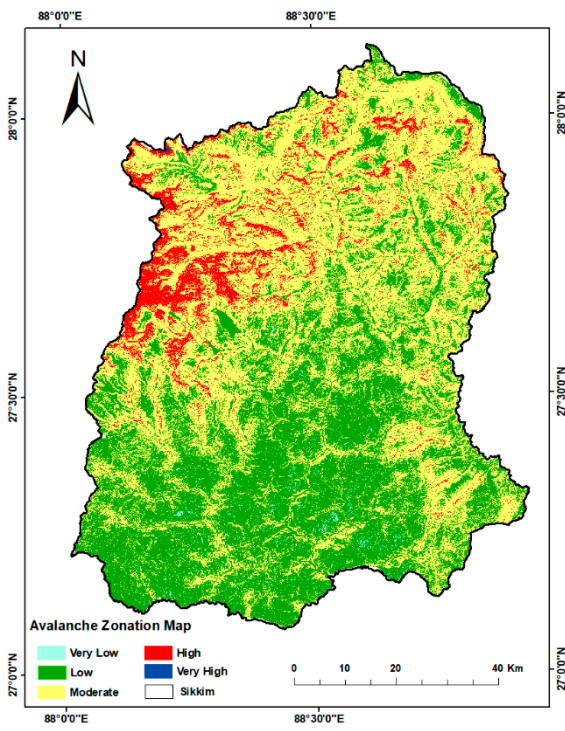 88°0'0"E 88°30'0"E
N
28°0'0"N 28°0'0"N
27°30'0"N 27°30'0"N
27°0'0"N 27°0'0"N
Avalanche Zonation Map
Very Low High
Low Very High
Moderate Sikkim
0 10 20 40 Km
88°0'0"E 88°30'0"E